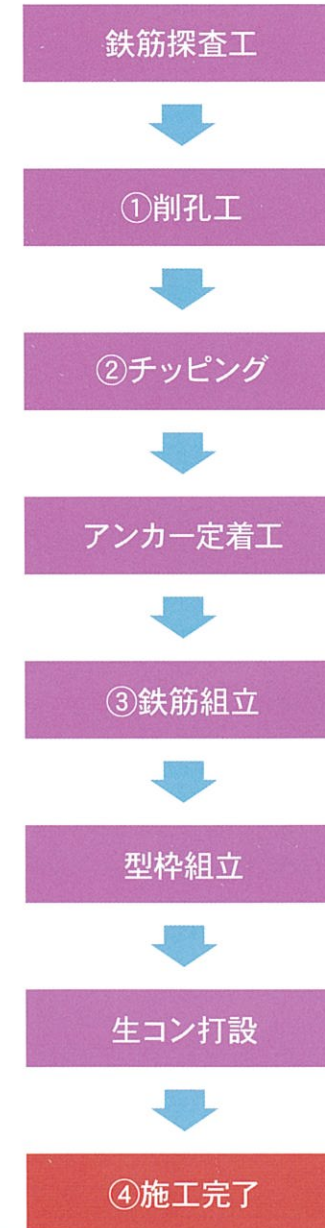 鉄筋探査工
①削孔工
②チッピング
アンカー定着工
③鉄筋組立
型枠組立
生コン打設
④施工完了